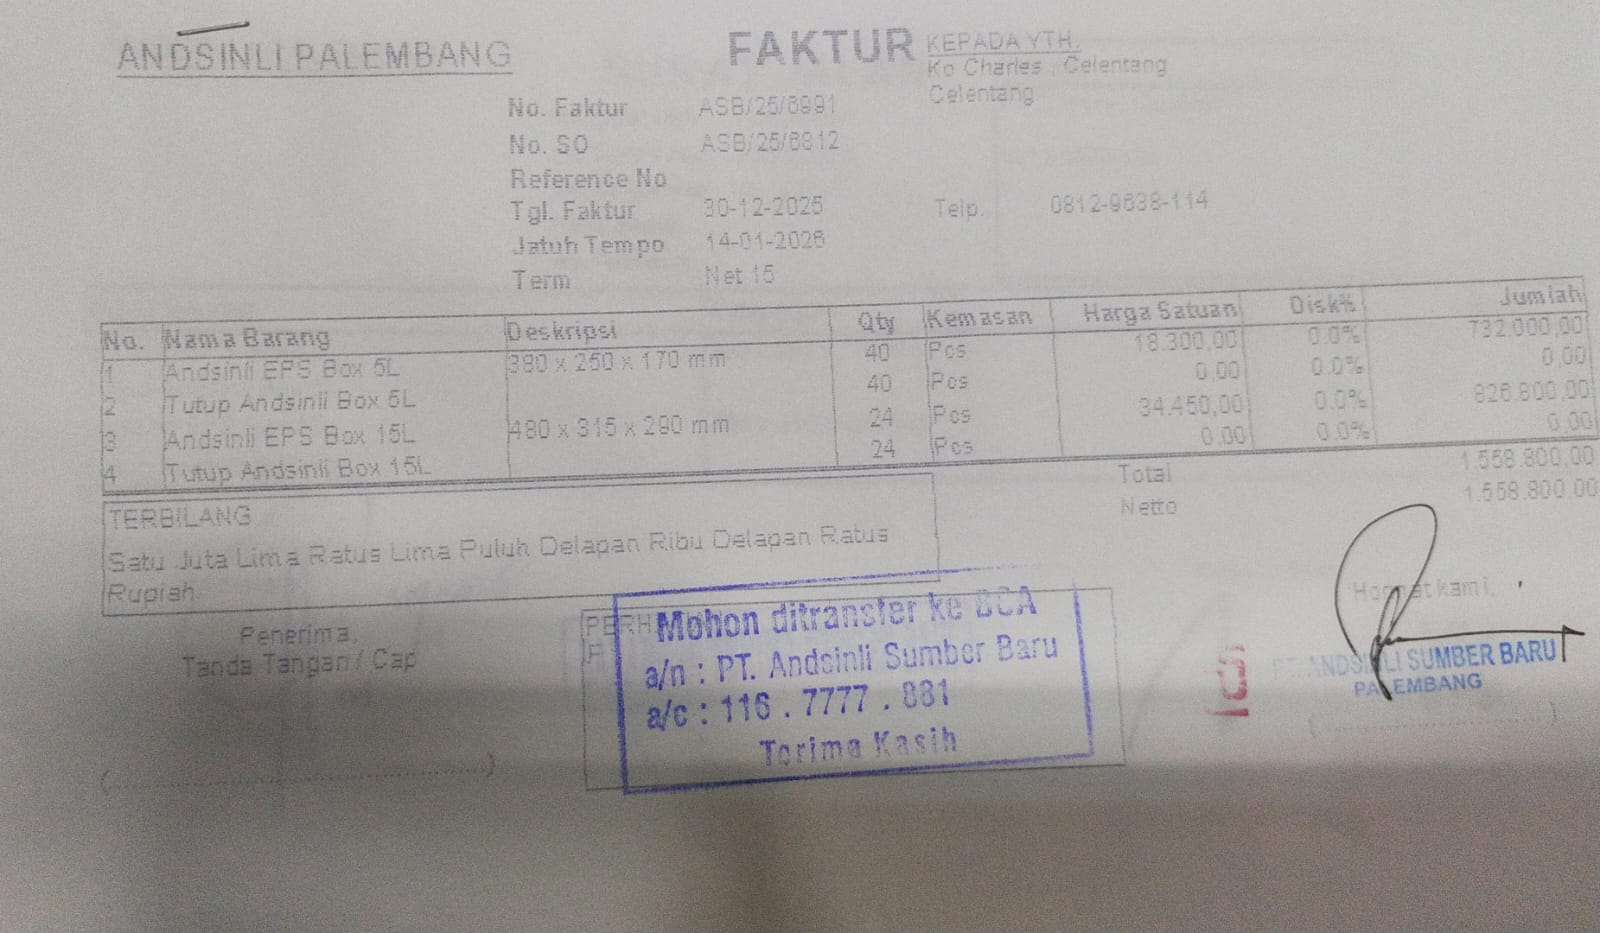 ANDSINLI PALEMBANG
FAKTUR
KEPADA YTH.
Ko Charles , Celentang
Celentang
No. Faktur ASB/25/6991
No. SO ASB/25/6812
Reference No
Tgl. Faktur 30-12-2025 Telp. 0812-9638-114
Jatuh Tempo 14-01-2026
Term Net 15
No. Nama Barang Deskripsi Qty Kemasan Harga Satuan Disk% Jumlah
1 Andsinli EPS Box 5L 380 x 250 x 170 mm 40 Pcs 18.300,00 0.0% 732.000,00
2 Tutup Andsinli Box 5L 40 Pcs 0,00 0.0% 0,00
3 Andsinli EPS Box 15L 480 x 315 x 290 mm 24 Pcs 34.450,00 0.0% 826.800,00
4 Tutup Andsinli Box 15L 24 Pcs 0,00 0.0% 0,00
Total 1.558.800,00
Netto 1.558.800,00
TERBILANG
Satu Juta Lima Ratus Lima Puluh Delapan Ribu Delapan Ratus
Rupiah
Penerima,
Tanda Tangan / Cap
(...............................................)
Mohon ditransfer ke BCA
a/n : PT. Andsinli Sumber Baru
a/c : 116 . 7777 . 881
Terima Kasih
Hormat kami,
PT. ANDSINLI SUMBER BARU
PALEMBANG